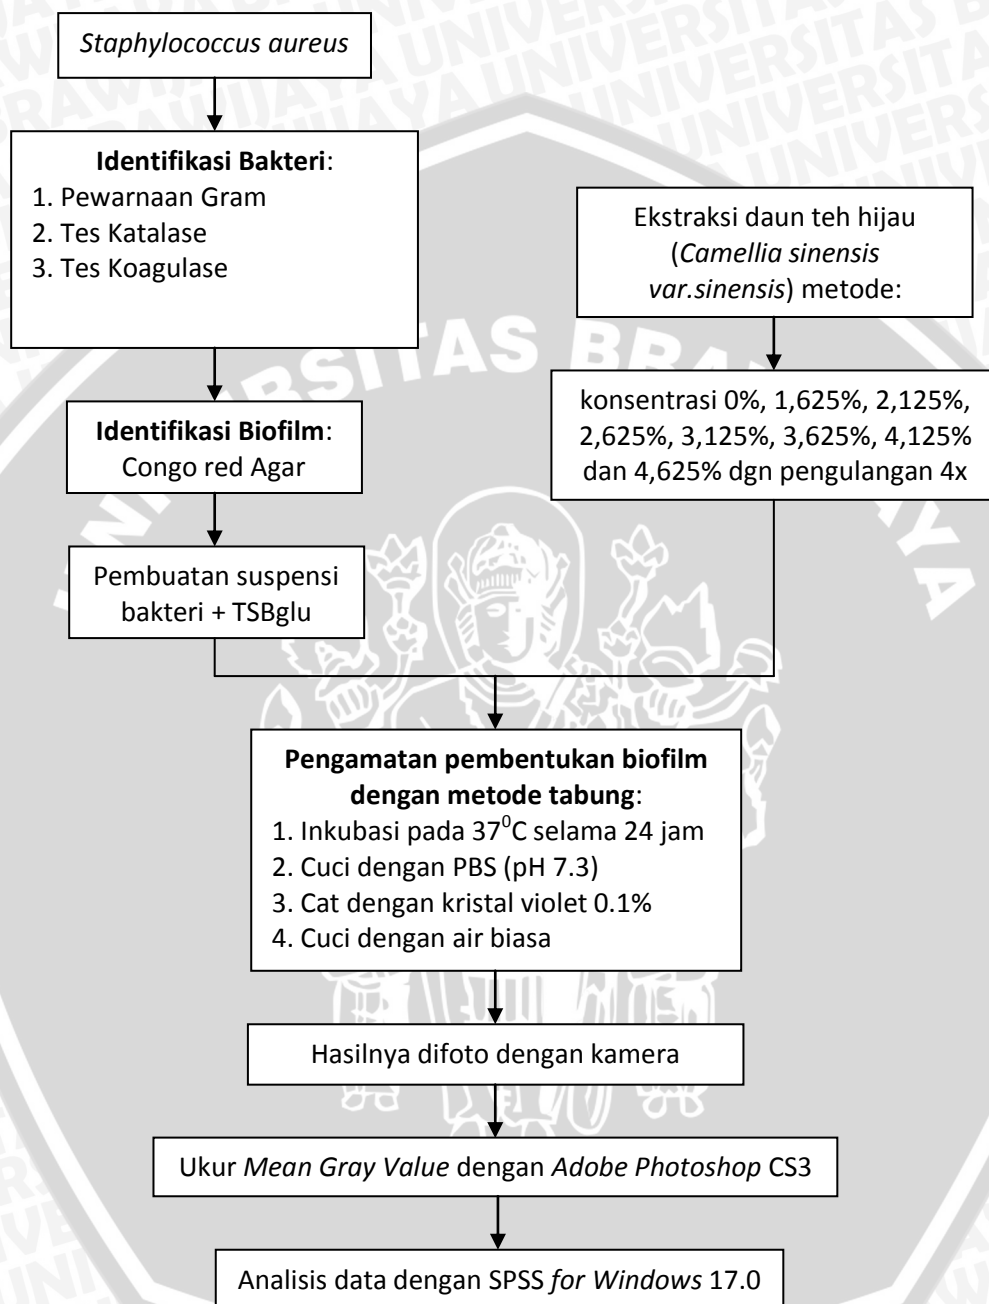 Staphylococcus aureus
Identifikasi Bakteri:
1. Pewarnaan Gram
2. Tes Katalase
3. Tes Koagulase
Ekstraksi daun teh hijau
(Camellia sinensis
var.sinensis) metode:
konsentrasi 0%, 1,625%, 2,125%,
2,625%, 3,125%, 3,625%, 4,125%
dan 4,625% dgn pengulangan 4x
Identifikasi Biofilm:
Congo red Agar
Pembuatan suspensi
bakteri + TSBglu
Pengamatan pembentukan biofilm
dengan metode tabung:
1. Inkubasi pada 37⁰C selama 24 jam
2. Cuci dengan PBS (pH 7.3)
3. Cat dengan kristal violet 0.1%
4. Cuci dengan air biasa
Hasilnya difoto dengan kamera
Ukur Mean Gray Value dengan Adobe Photoshop CS3
Analisis data dengan SPSS for Windows 17.0